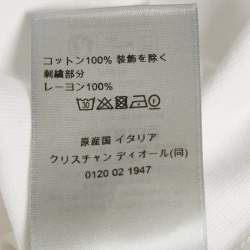 コットン100% 装飾を除く
刺繍部分
レーヨン100%
原産国 イタリア
クリスチャン ディオール(同)
0120 02 1947